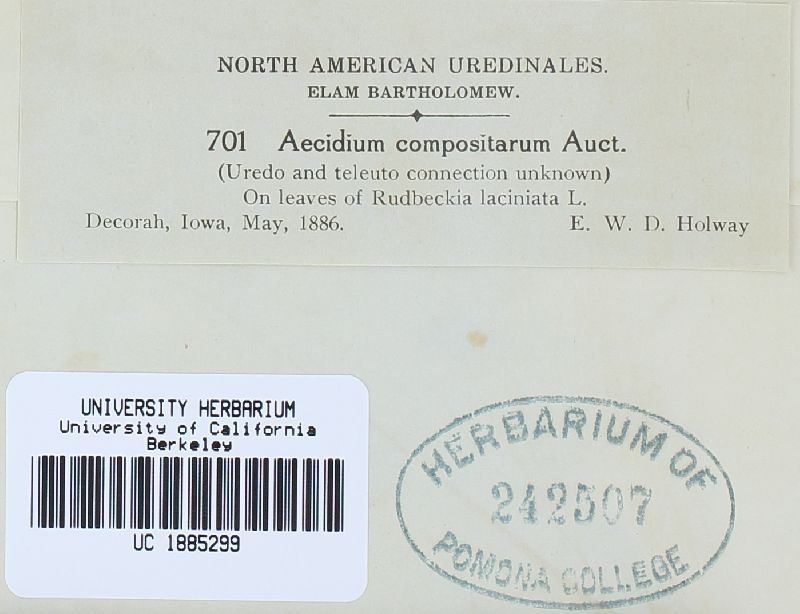 NORTH AMERICAN UREDINALES.
ELAM BARTHOLOMEW.
701 Aecidium compositarum Auct.
(Uredo and teleuto connection unknown)
On leaves of Rudbeckia laciniata L.
Decorah, Iowa, May, 1886. E. W. D. Holway
UNIVERSITY HERBARIUM
University of California
Berkeley
UC 1885299
HERBARIUM OF
242507
POMONA COLLEGE